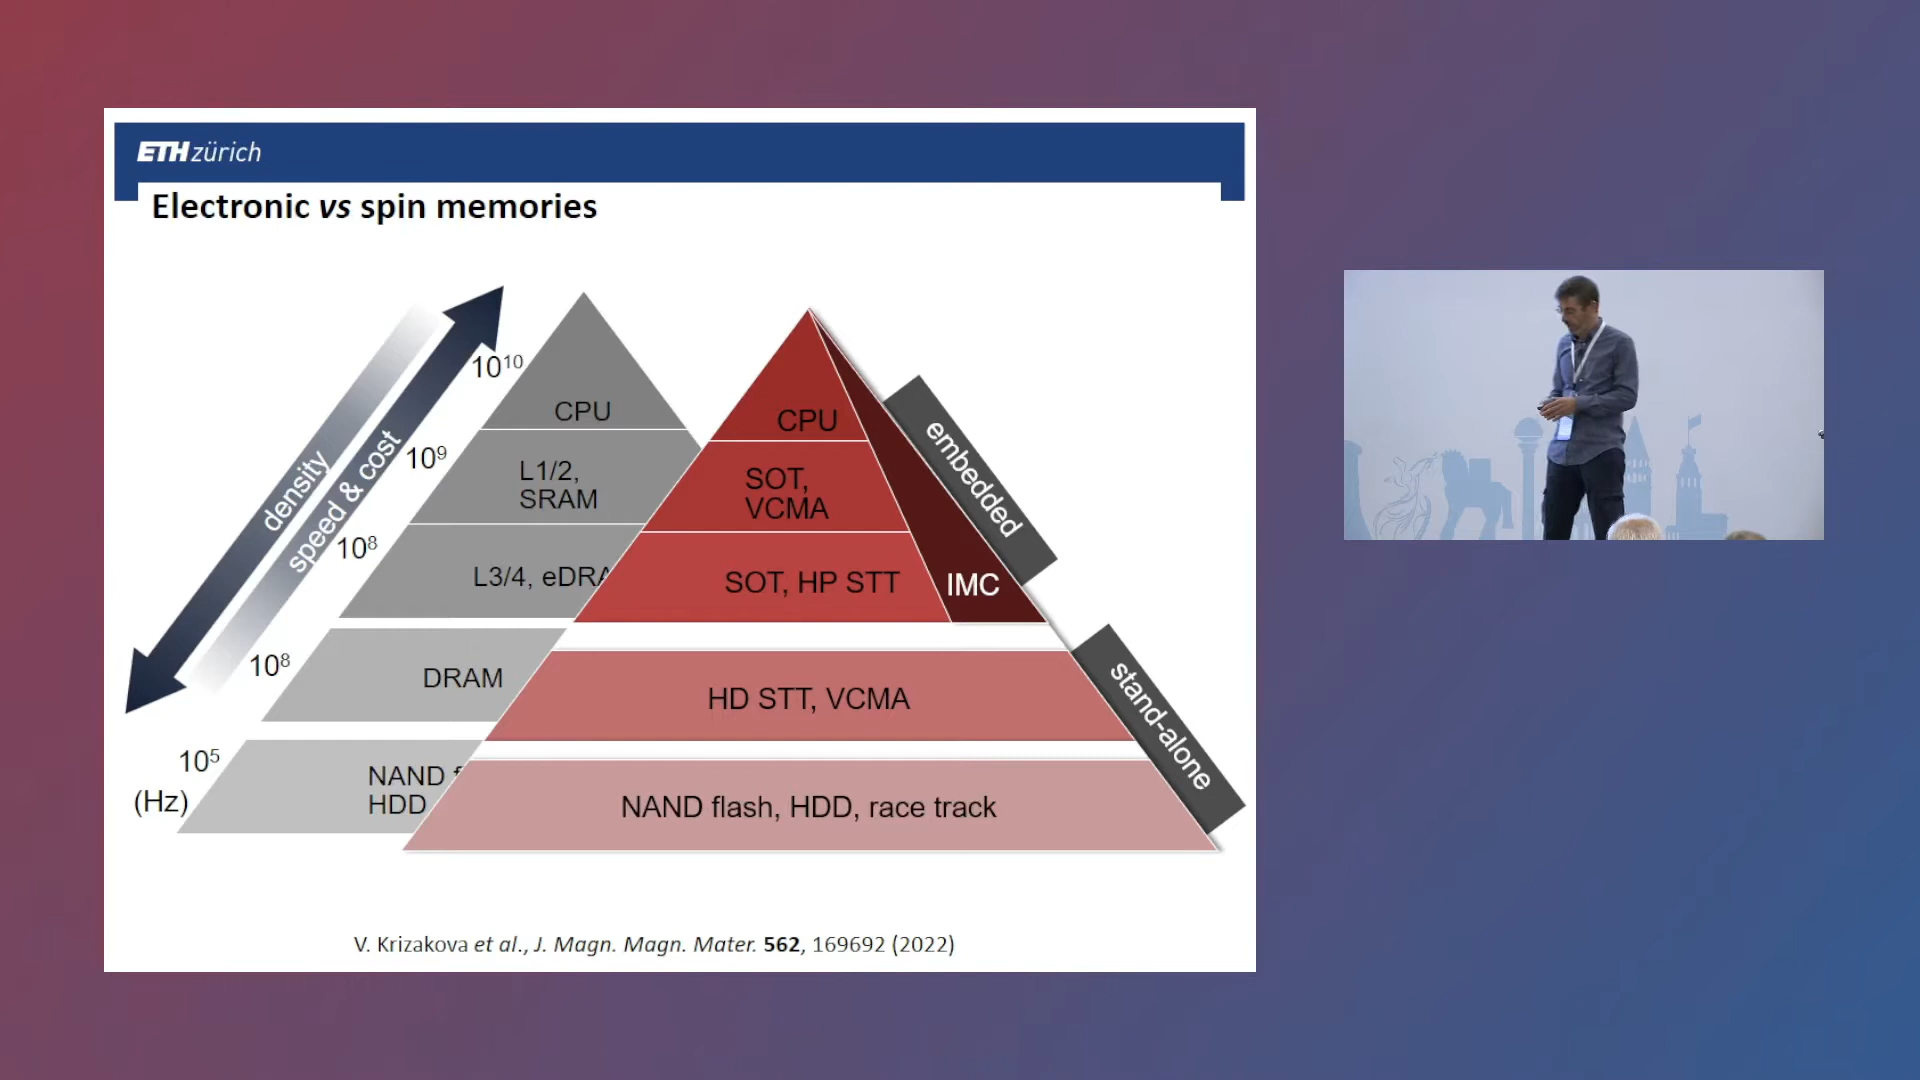 ETH zürich
Electronic vs spin memories
density
speed & cost
10¹⁰
10⁹
10⁸
10⁸
10⁵
(Hz)
CPU
L1/2,
SRAM
L3/4, eDRA
DRAM
NAND f
HDD
CPU
SOT,
VCMA
SOT, HP STT
IMC
HD STT, VCMA
NAND flash, HDD, race track
embedded
stand-alone
V. Krizakova et al., J. Magn. Magn. Mater. 562, 169692 (2022)